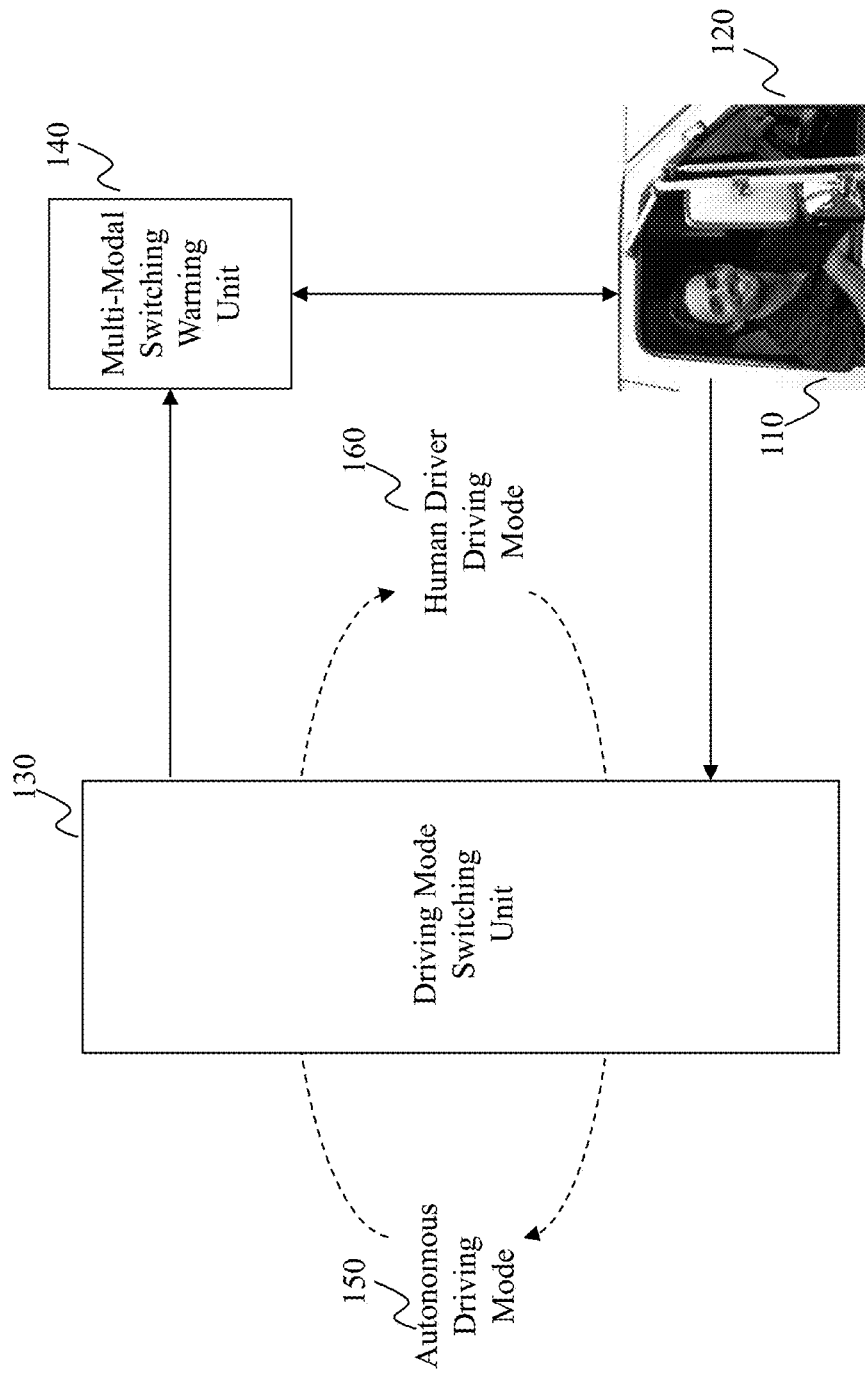 130
140
Multi-Modal
Switching
Warning
Unit
150
Autonomous
Driving
Mode
Driving Mode
Switching
Unit
160
Human Driver
Driving
Mode
110
120